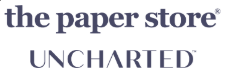 the paper store®
UNCHARTED™